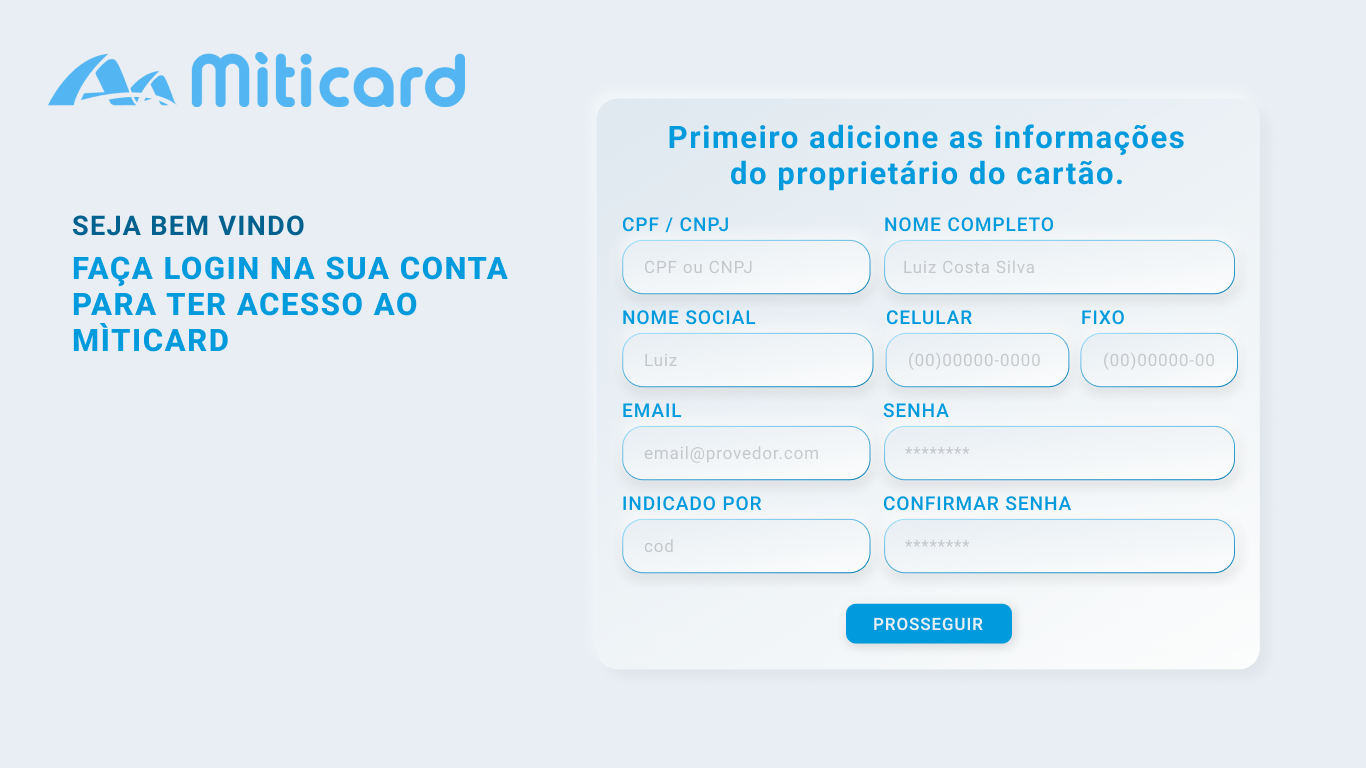 Mìticard
SEJA BEM VINDO
FAÇA LOGIN NA SUA CONTA
PARA TER ACESSO AO
MÌTICARD
Primeiro adicione as informações
do proprietário do cartão.
CPF / CNPJ
NOME COMPLETO
CPF ou CNPJ
Luiz Costa Silva
NOME SOCIAL
CELULAR
FIXO
Luiz
(00)00000-0000
(00)00000-00
EMAIL
SENHA
email@provedor.com
********
INDICADO POR
CONFIRMAR SENHA
cod
********
PROSSEGUIR